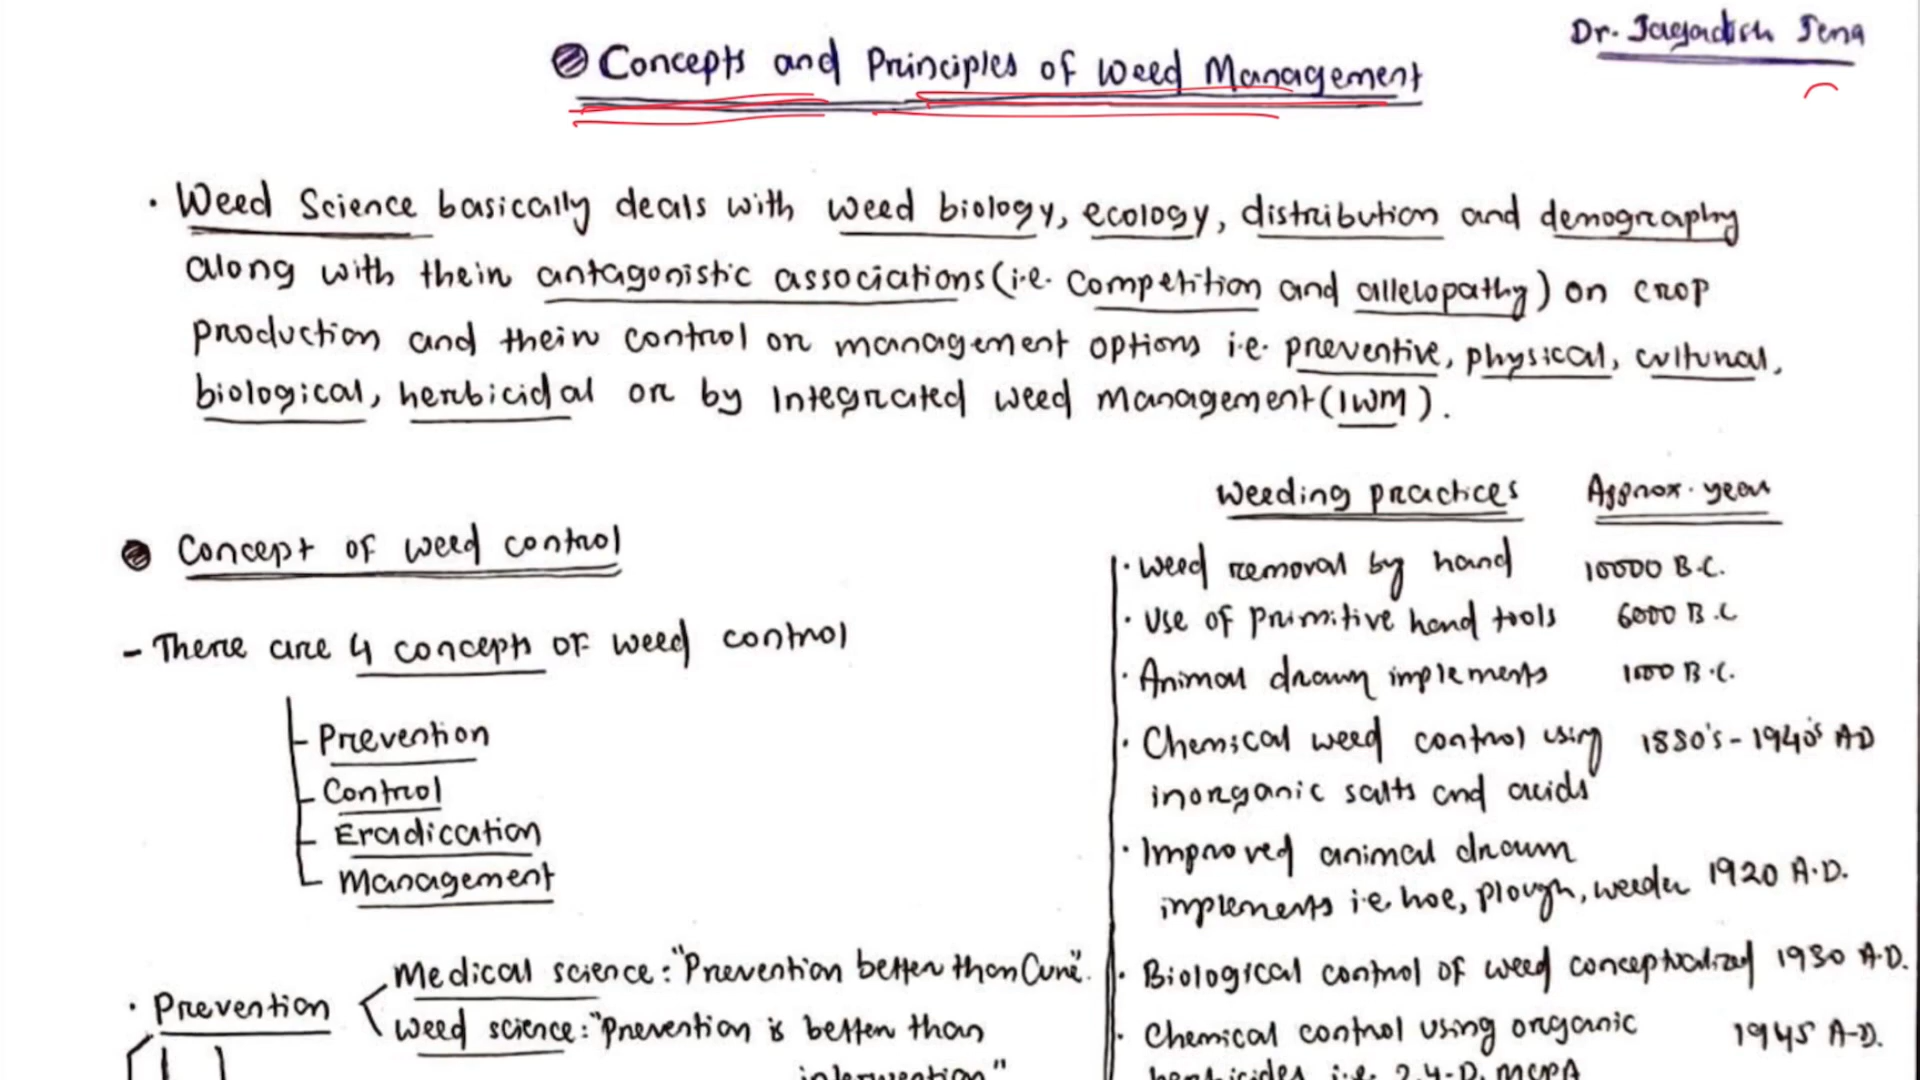 Dr. Jagadish Jena
Concepts and Principles of Weed Management
· Weed Science basically deals with weed biology, ecology, distribution and demography
along with their antagonistic associations (i.e. Competition and allelopathy) on crop
production and their control or management options i.e. preventive, physical, cultural,
biological, herbicidal or by Integrated weed Management (IWM).
Concept of weed control
- There are 4 concepts of weed control
Prevention
Control
Eradication
Management
· Prevention
Medical science: "Prevention better than Cure".
Weed science: "Prevention is better than
intervention"
Weeding practices Approx. year
· Weed removal by hand 10000 B.C.
· Use of primitive hand tools 6000 B.C
· Animal drawn implements 1000 B.C.
· Chemical weed control using 1880's - 1940's AD
inorganic salts and acids
· Improved animal drawn
implements i.e hoe, plough, weeder 1920 A.D.
· Biological control of weed conceptualized 1930 A.D.
· Chemical control using organic 1945 A.D.
herbicides i.e. 2,4-D, MCPA